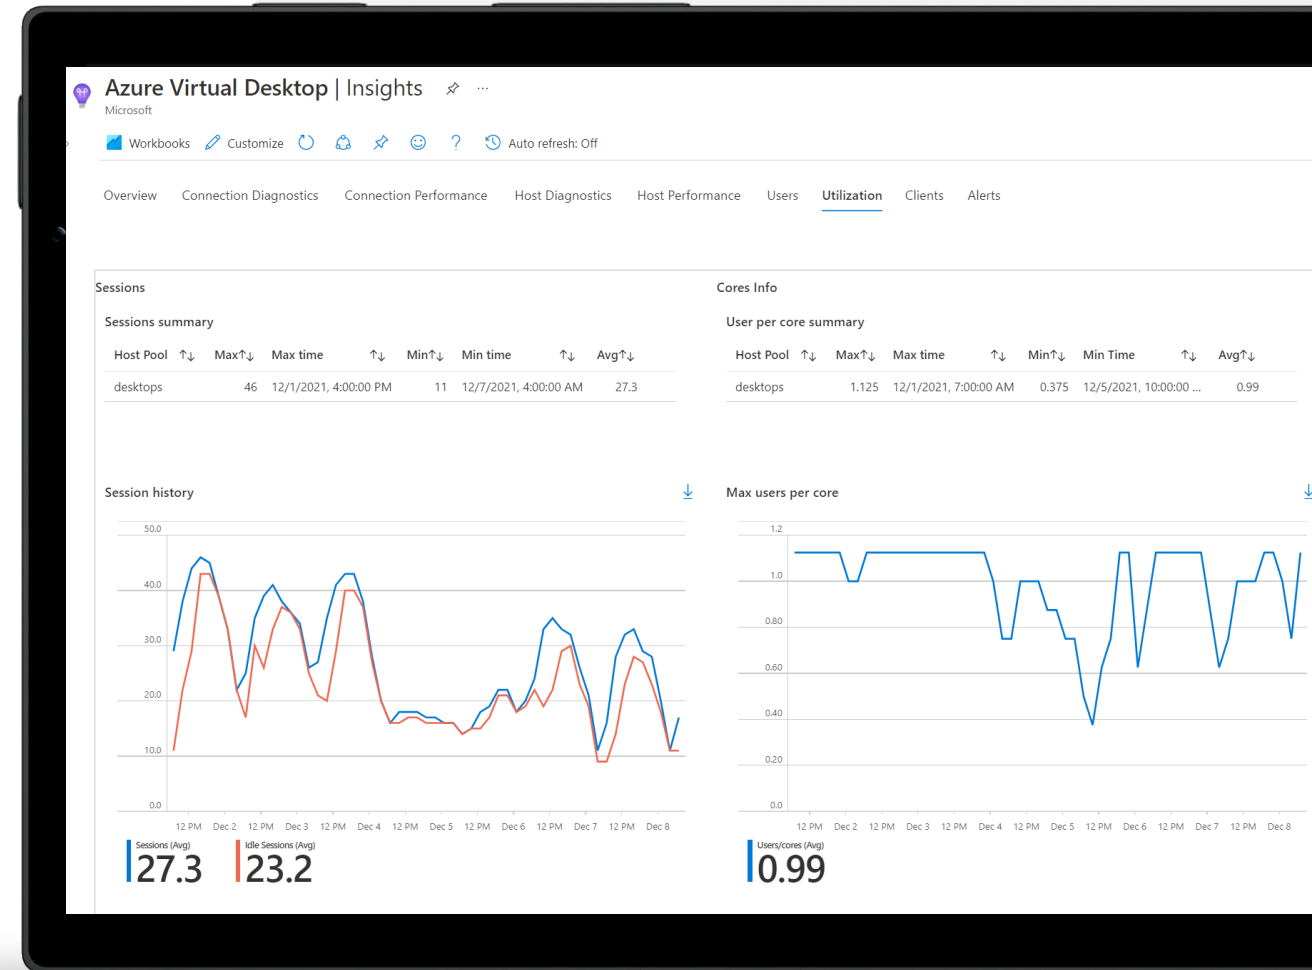 Azure Virtual Desktop | Insights ...
Microsoft
Workbooks Customize ? Auto refresh: Off
Overview Connection Diagnostics Connection Performance Host Diagnostics Host Performance Users Utilization Clients Alerts
Sessions
Sessions summary
Host Pool ↑↓ Max↑↓ Max time ↑↓ Min↑↓ Min time ↑↓ Avg↑↓
desktops 46 12/1/2021, 4:00:00 PM 11 12/7/2021, 4:00:00 AM 27.3
Cores Info
User per core summary
Host Pool ↑↓ Max↑↓ Max time ↑↓ Min↑↓ Min Time ↑↓ Avg↑↓
desktops 1.125 12/1/2021, 7:00:00 AM 0.375 12/5/2021, 10:00:00 ... 0.99
Session history
50.0
40.0
30.0
20.0
10.0
0.0
12 PM Dec 2 12 PM Dec 3 12 PM Dec 4 12 PM Dec 5 12 PM Dec 6 12 PM Dec 7 12 PM Dec 8
Sessions (Avg) Idle Sessions (Avg)
27.3 23.2
Max users per core
1.2
1.0
0.80
0.60
0.40
0.20
0.0
12 PM Dec 2 12 PM Dec 3 12 PM Dec 4 12 PM Dec 5 12 PM Dec 6 12 PM Dec 7 12 PM Dec 8
Users/cores (Avg)
0.99